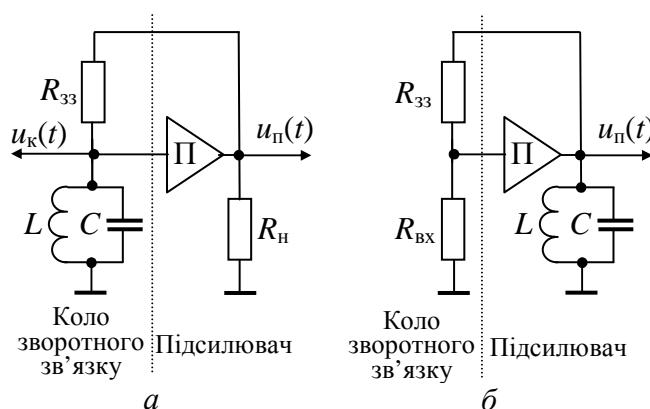 R_зз
u_к(t)
П
u_п(t)
L
C
R_н
Коло
зворотного
зв’язку
Підсилювач
а
R_зз
П
u_п(t)
R_вх
L
C
Коло
зворотного
зв’язку
Підсилювач
б